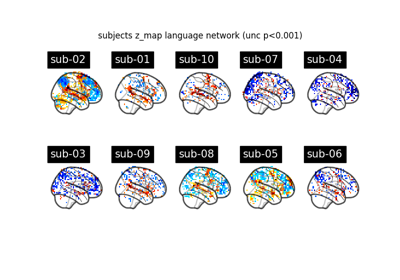 subjects z_map language network (unc p<0.001)
sub-02 sub-01 sub-10 sub-07 sub-04
sub-03 sub-09 sub-08 sub-05 sub-06